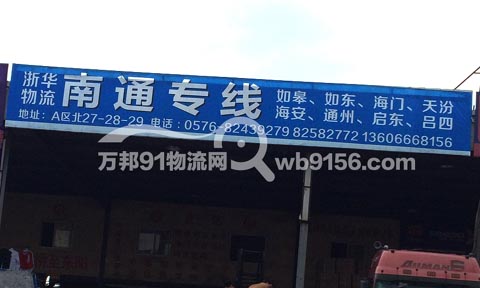 浙华物流
南通专线
如皋、如东、海门、天汾
海安、通州、启东、吕四
地址：A区北27-28-29 电话：0576-82439279 82582772 13606668156
万邦91物流网 wb9156.com